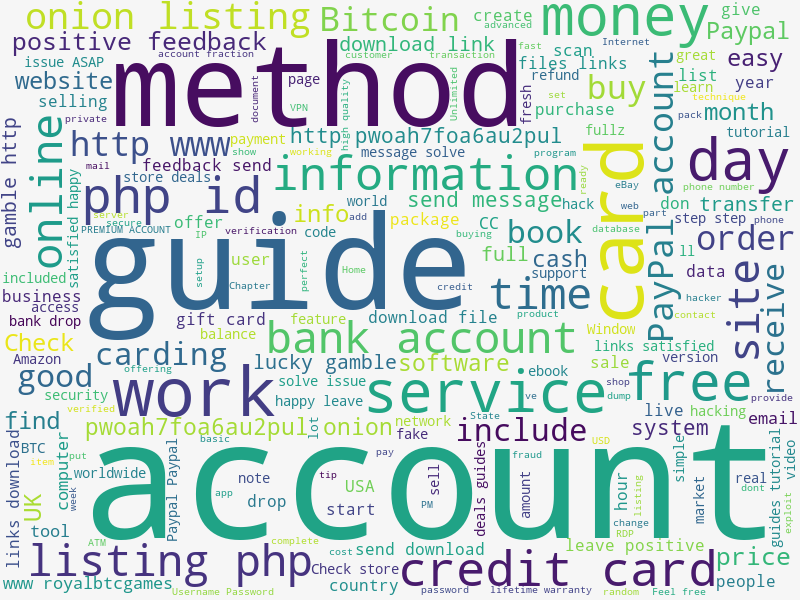 onion listing
Bitcoin
create
advanced
fast
Internet
money
give
Paypal
positive feedback
account fraction
customer
transaction
download link
scan
great
easy
issue ASAP
website
selling
private
method
document
VPN
page
high quality
Unlimited
files links
refund
fresh
buy
purchase
list
learn
year
set
technique
pack
month
tutorial
gamble http
online
http www
payment
show
working
http pwoah7foa6au2pul
message solve
program
fullz
card
PayPal account
eBay
day
mail
feedback send
store deals
information
send message
hack
ready
web
phone number
don
transfer
part
step step
phone
satisfied happy
php id
server
secure
PREMIUM ACCOUNT
offer
IP
verification
info
add
world
code
package
buying
CC
book
database
order
ll
data
site
receive
user
guide
setup
perfect
Home
full
cash
support
time
credit
product
hacker
contact
included
business
access
bank drop
Chapter
gift card
balance
feature
download file
Window
links satisfied
version
Check
Amazon
carding
offering
bank account
lucky gamble
software
sale
ebook
good
security
verified
work
solve issue
happy leave
service
State
ve
shop
dump
free
live
hacking
provide
email
find
pwoah7foa6au2pul onion
network
lot
fake
include
system
BTC
put
item
week
links download
UK
computer
worldwide
Paypal Paypal
basic
account
note
app
drop
tip
USA
start
pay
sell
PM
deals guides
amount
fraud
USD
hour
listing
simple
market
real
dont
exploit
guides tutorial
video
tool
ATM
complete
cost
send download
change
RDP
leave positive
price
www royalbtcgames
listing php
Check store
country
credit card
people
Username Password
password
lifetime warranty
random
Feel free